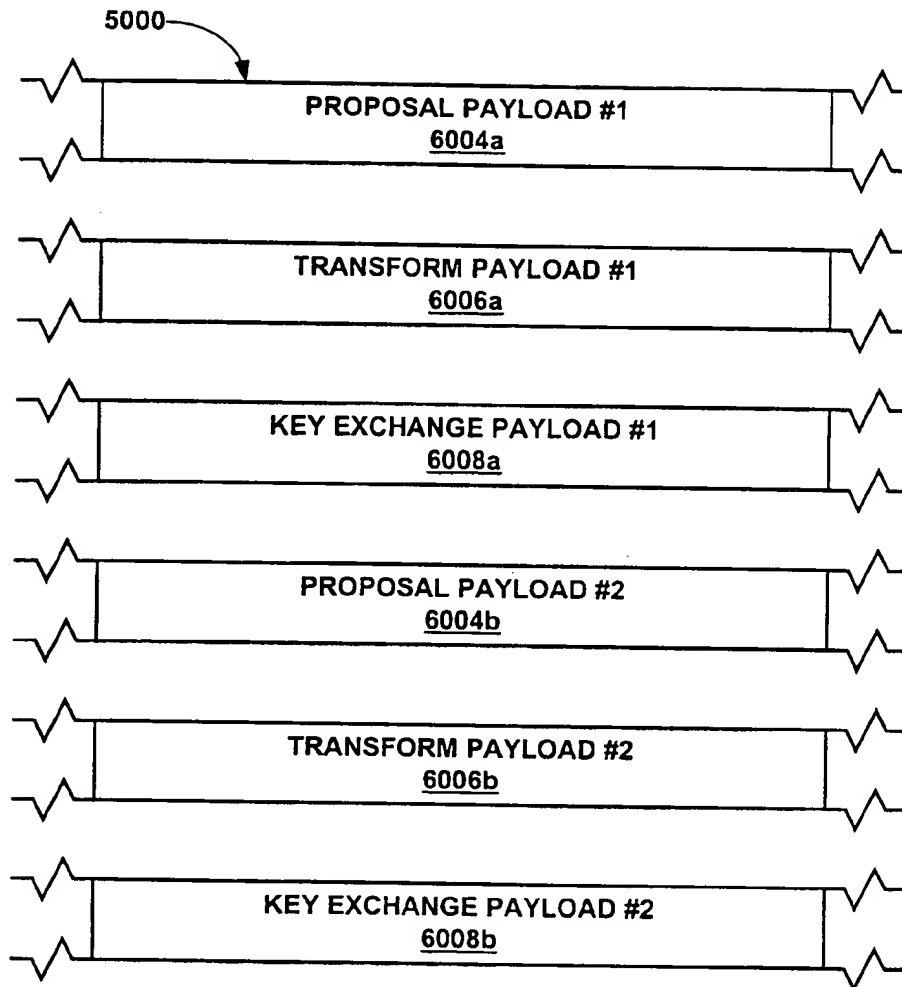 5000
PROPOSAL PAYLOAD #1
6004a
TRANSFORM PAYLOAD #1
6006a
KEY EXCHANGE PAYLOAD #1
6008a
PROPOSAL PAYLOAD #2
6004b
TRANSFORM PAYLOAD #2
6006b
KEY EXCHANGE PAYLOAD #2
6008b